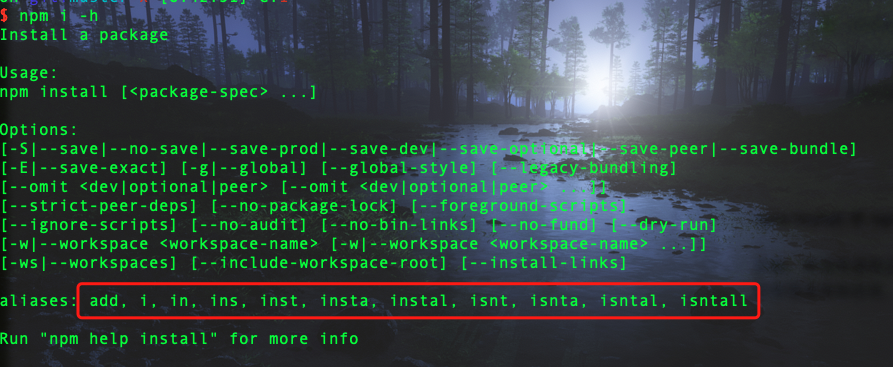 $ npm i -h
Install a package
Usage:
npm install [<package-spec> ...]
Options:
[-S|--save|--no-save|--save-prod|--save-dev|--save-optional|--save-peer|--save-bundle]
[-E|--save-exact] [-g|--global] [--global-style] [--legacy-bundling]
[--omit <dev|optional|peer> [--omit <dev|optional|peer> ...]]
[--strict-peer-deps] [--no-package-lock] [--foreground-scripts]
[--ignore-scripts] [--no-audit] [--no-bin-links] [--no-fund] [--dry-run]
[-w|--workspace <workspace-name> [-w|--workspace <workspace-name> ...]]
[-ws|--workspaces] [--include-workspace-root] [--install-links]
aliases: add, i, in, ins, inst, insta, instal, isnt, isnta, isntal, isntall
Run "npm help install" for more info